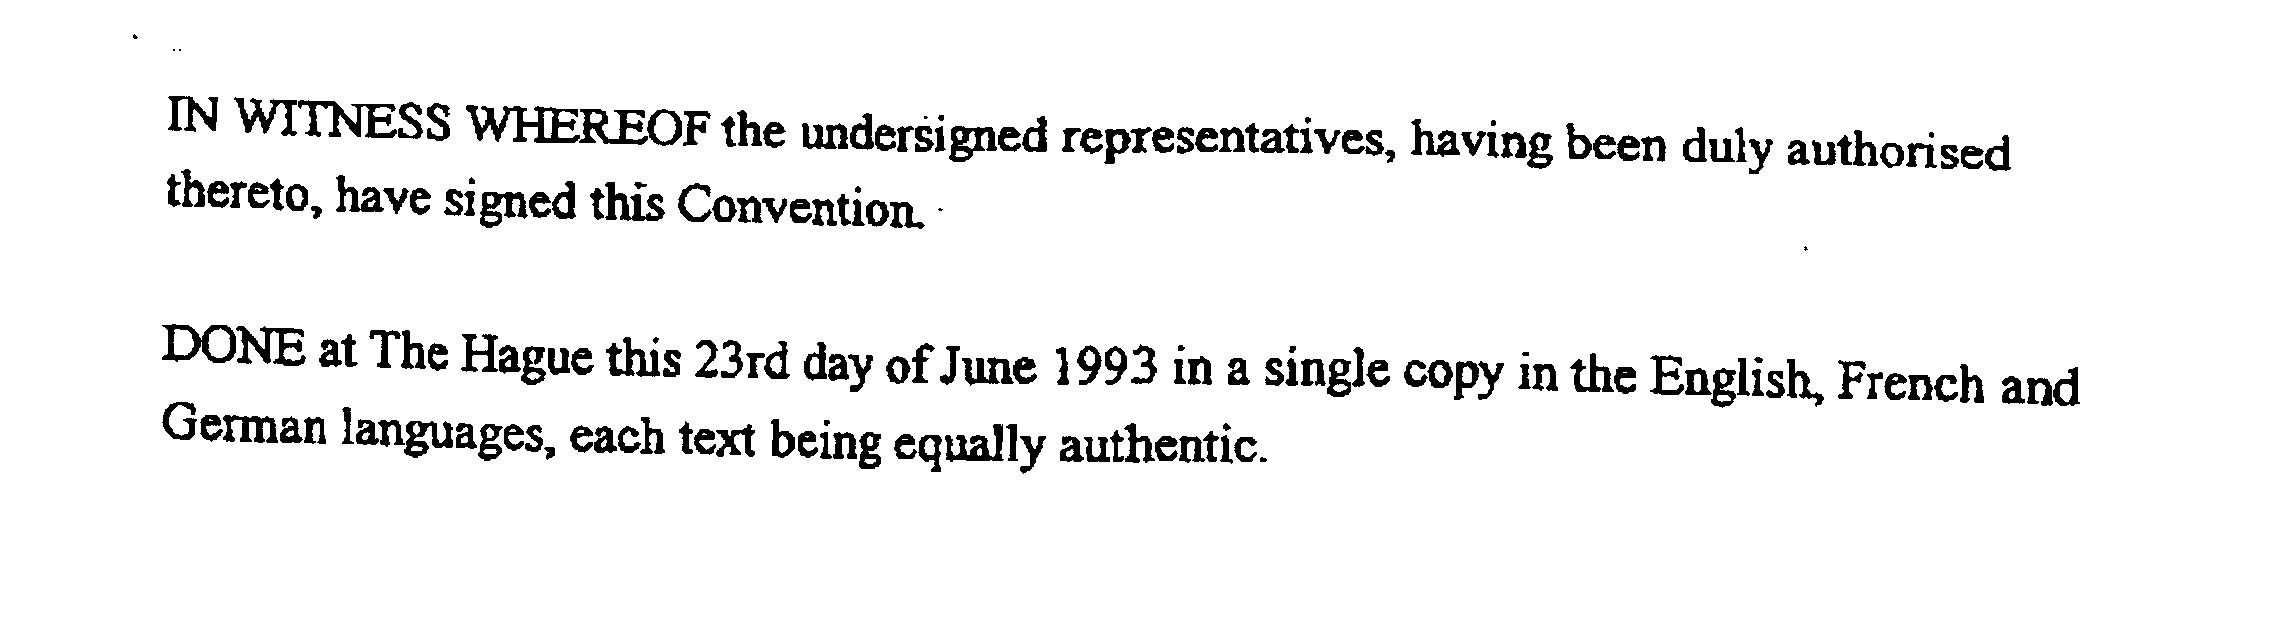 IN WITNESS WHEREOF the undersigned representatives, having been duly authorised
thereto, have signed this Convention.
DONE at The Hague this 23rd day of June 1993 in a single copy in the English, French and
German languages, each text being equally authentic.